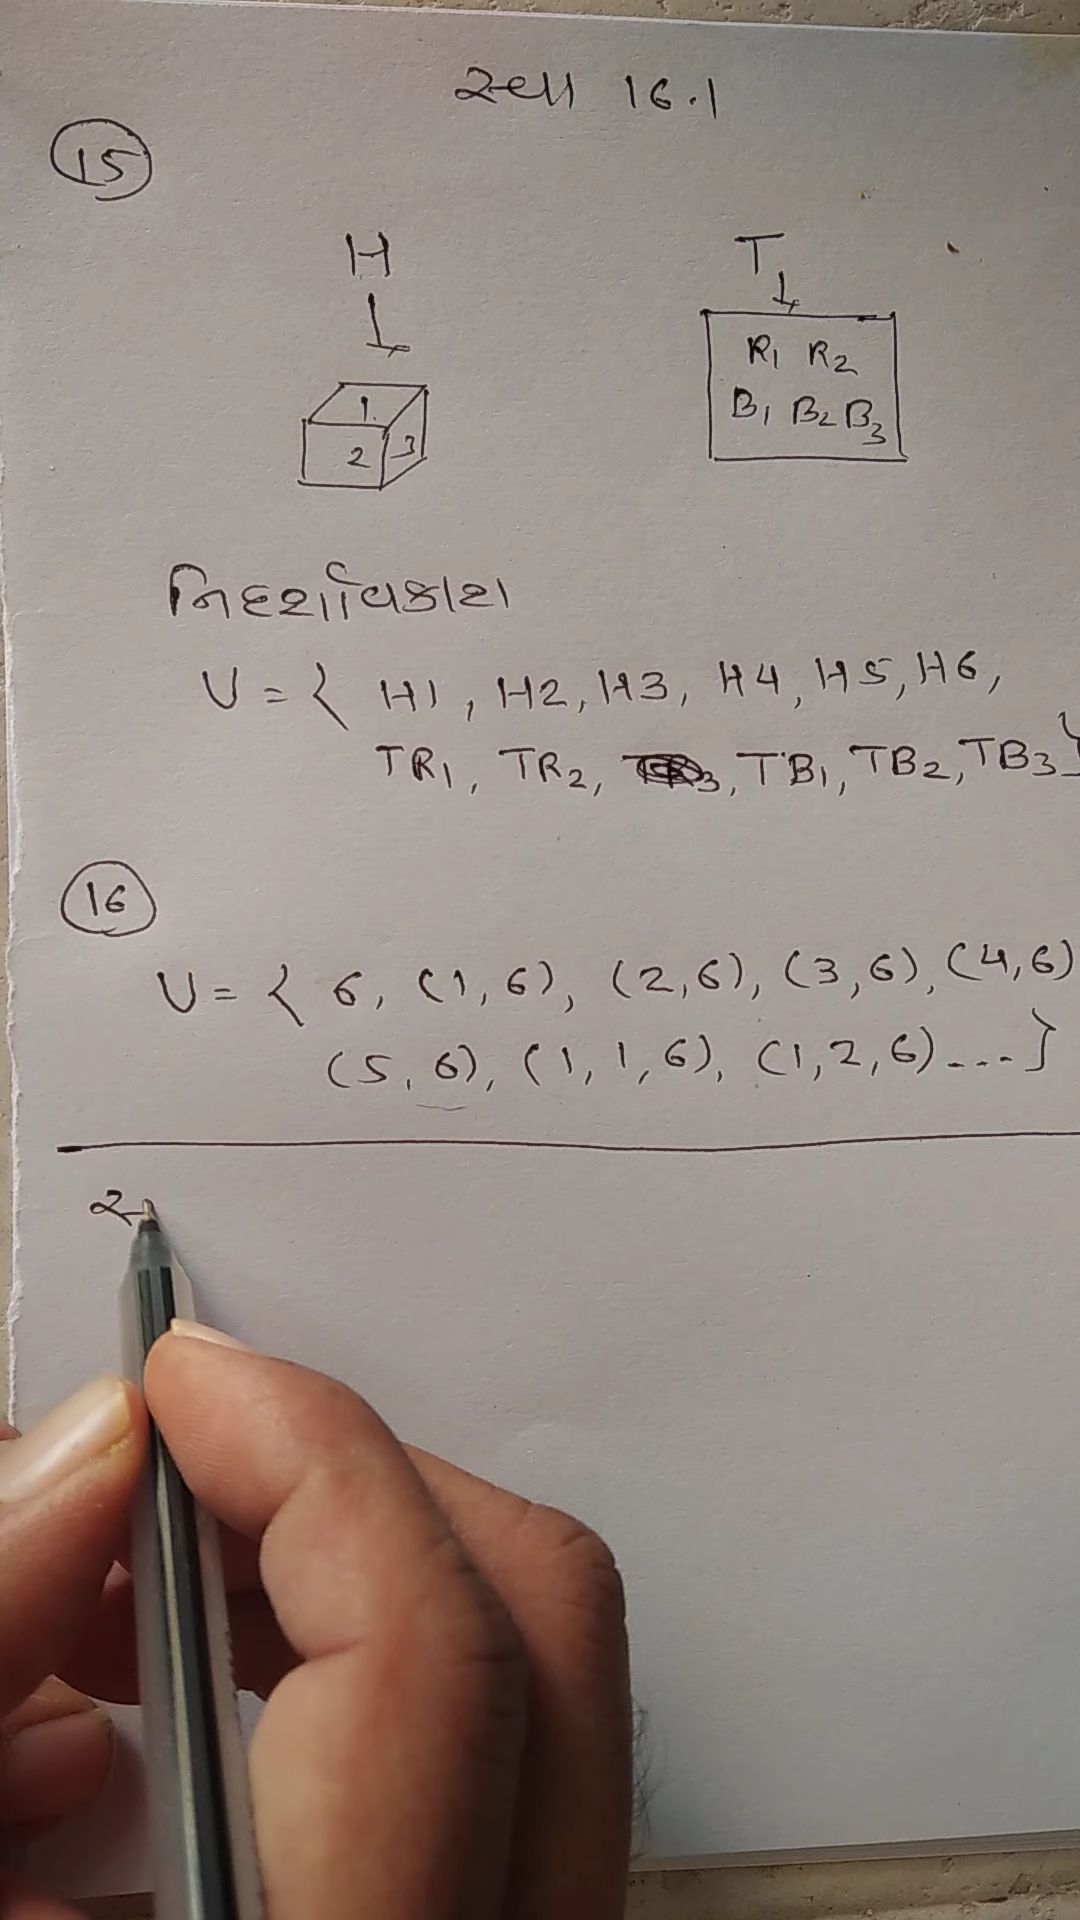 સ્વા 16.1
15
H T
1 2 3
R₁ R₂
B₁ B₂ B₃
નિદર્શાવકાશ
U = { H1, H2, H3, H4, H5, H6,
TR₁, TR₂, TB₁, TB₂, TB₃}
16
U = { 6, (1,6), (2,6), (3,6), (4,6)
(5,6), (1,1,6), (1,2,6)....}